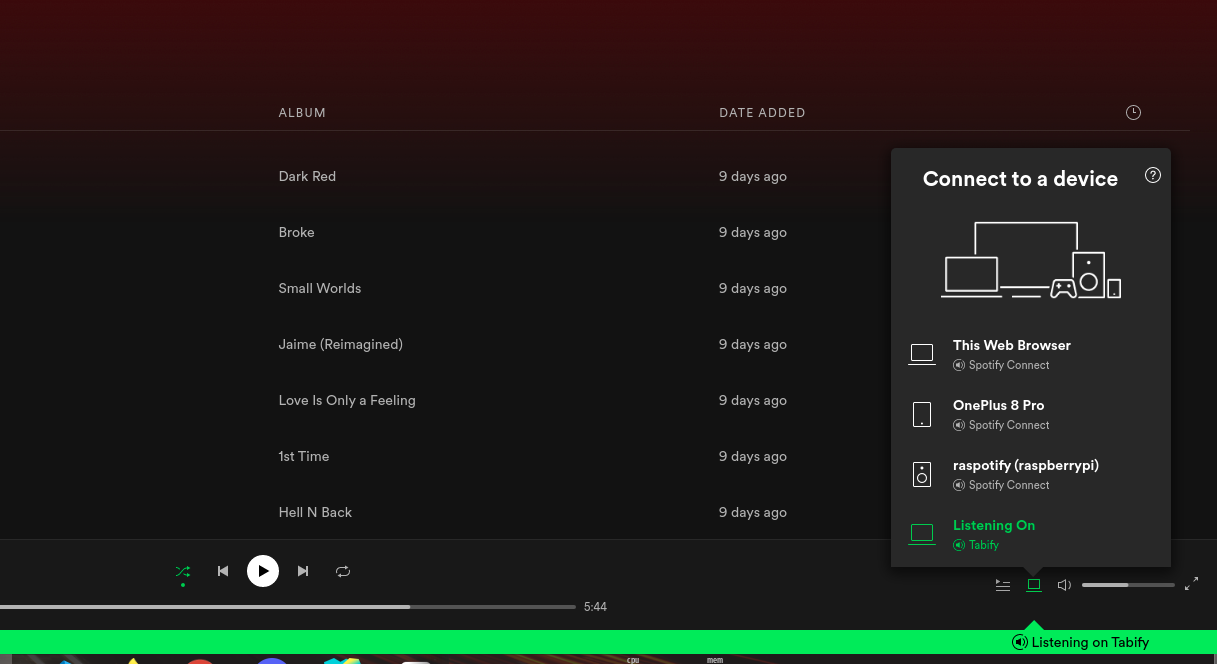 ALBUM DATE ADDED
Dark Red 9 days ago
Broke 9 days ago
Small Worlds 9 days ago
Jaime (Reimagined) 9 days ago
Love Is Only a Feeling 9 days ago
1st Time 9 days ago
Hell N Back 9 days ago
Connect to a device
?
This Web Browser
Spotify Connect
OnePlus 8 Pro
Spotify Connect
raspotify (raspberrypi)
Spotify Connect
Listening On
Tabify
5:44
Listening on Tabify
cpu mem